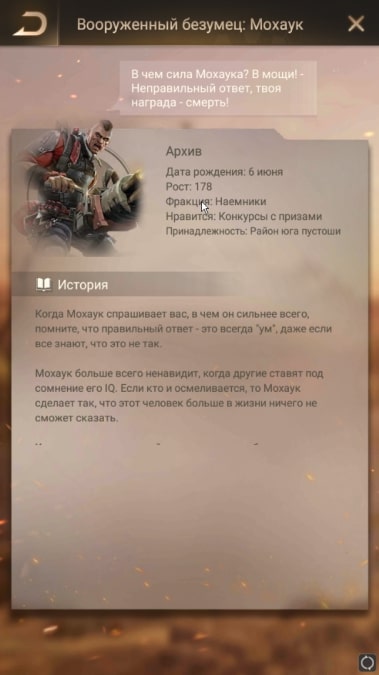 Вооруженный безумец: Мохаук
В чем сила Мохаука? В мощи! -
Неправильный ответ, твоя
награда - смерть!
Архив
Дата рождения: 6 июня
Рост: 178
Фракция: Наемники
Нравится: Конкурсы с призами
Принадлежность: Район юга пустоши
История
Когда Мохаук спрашивает вас, в чем он сильнее всего,
помните, что правильный ответ - это всегда "ум", даже если
все знают, что это не так.
Мохаук больше всего ненавидит, когда другие ставят под
сомнение его IQ. Если кто и осмеливается, то Мохаук
сделает так, что этот человек больше в жизни ничего не
сможет сказать.